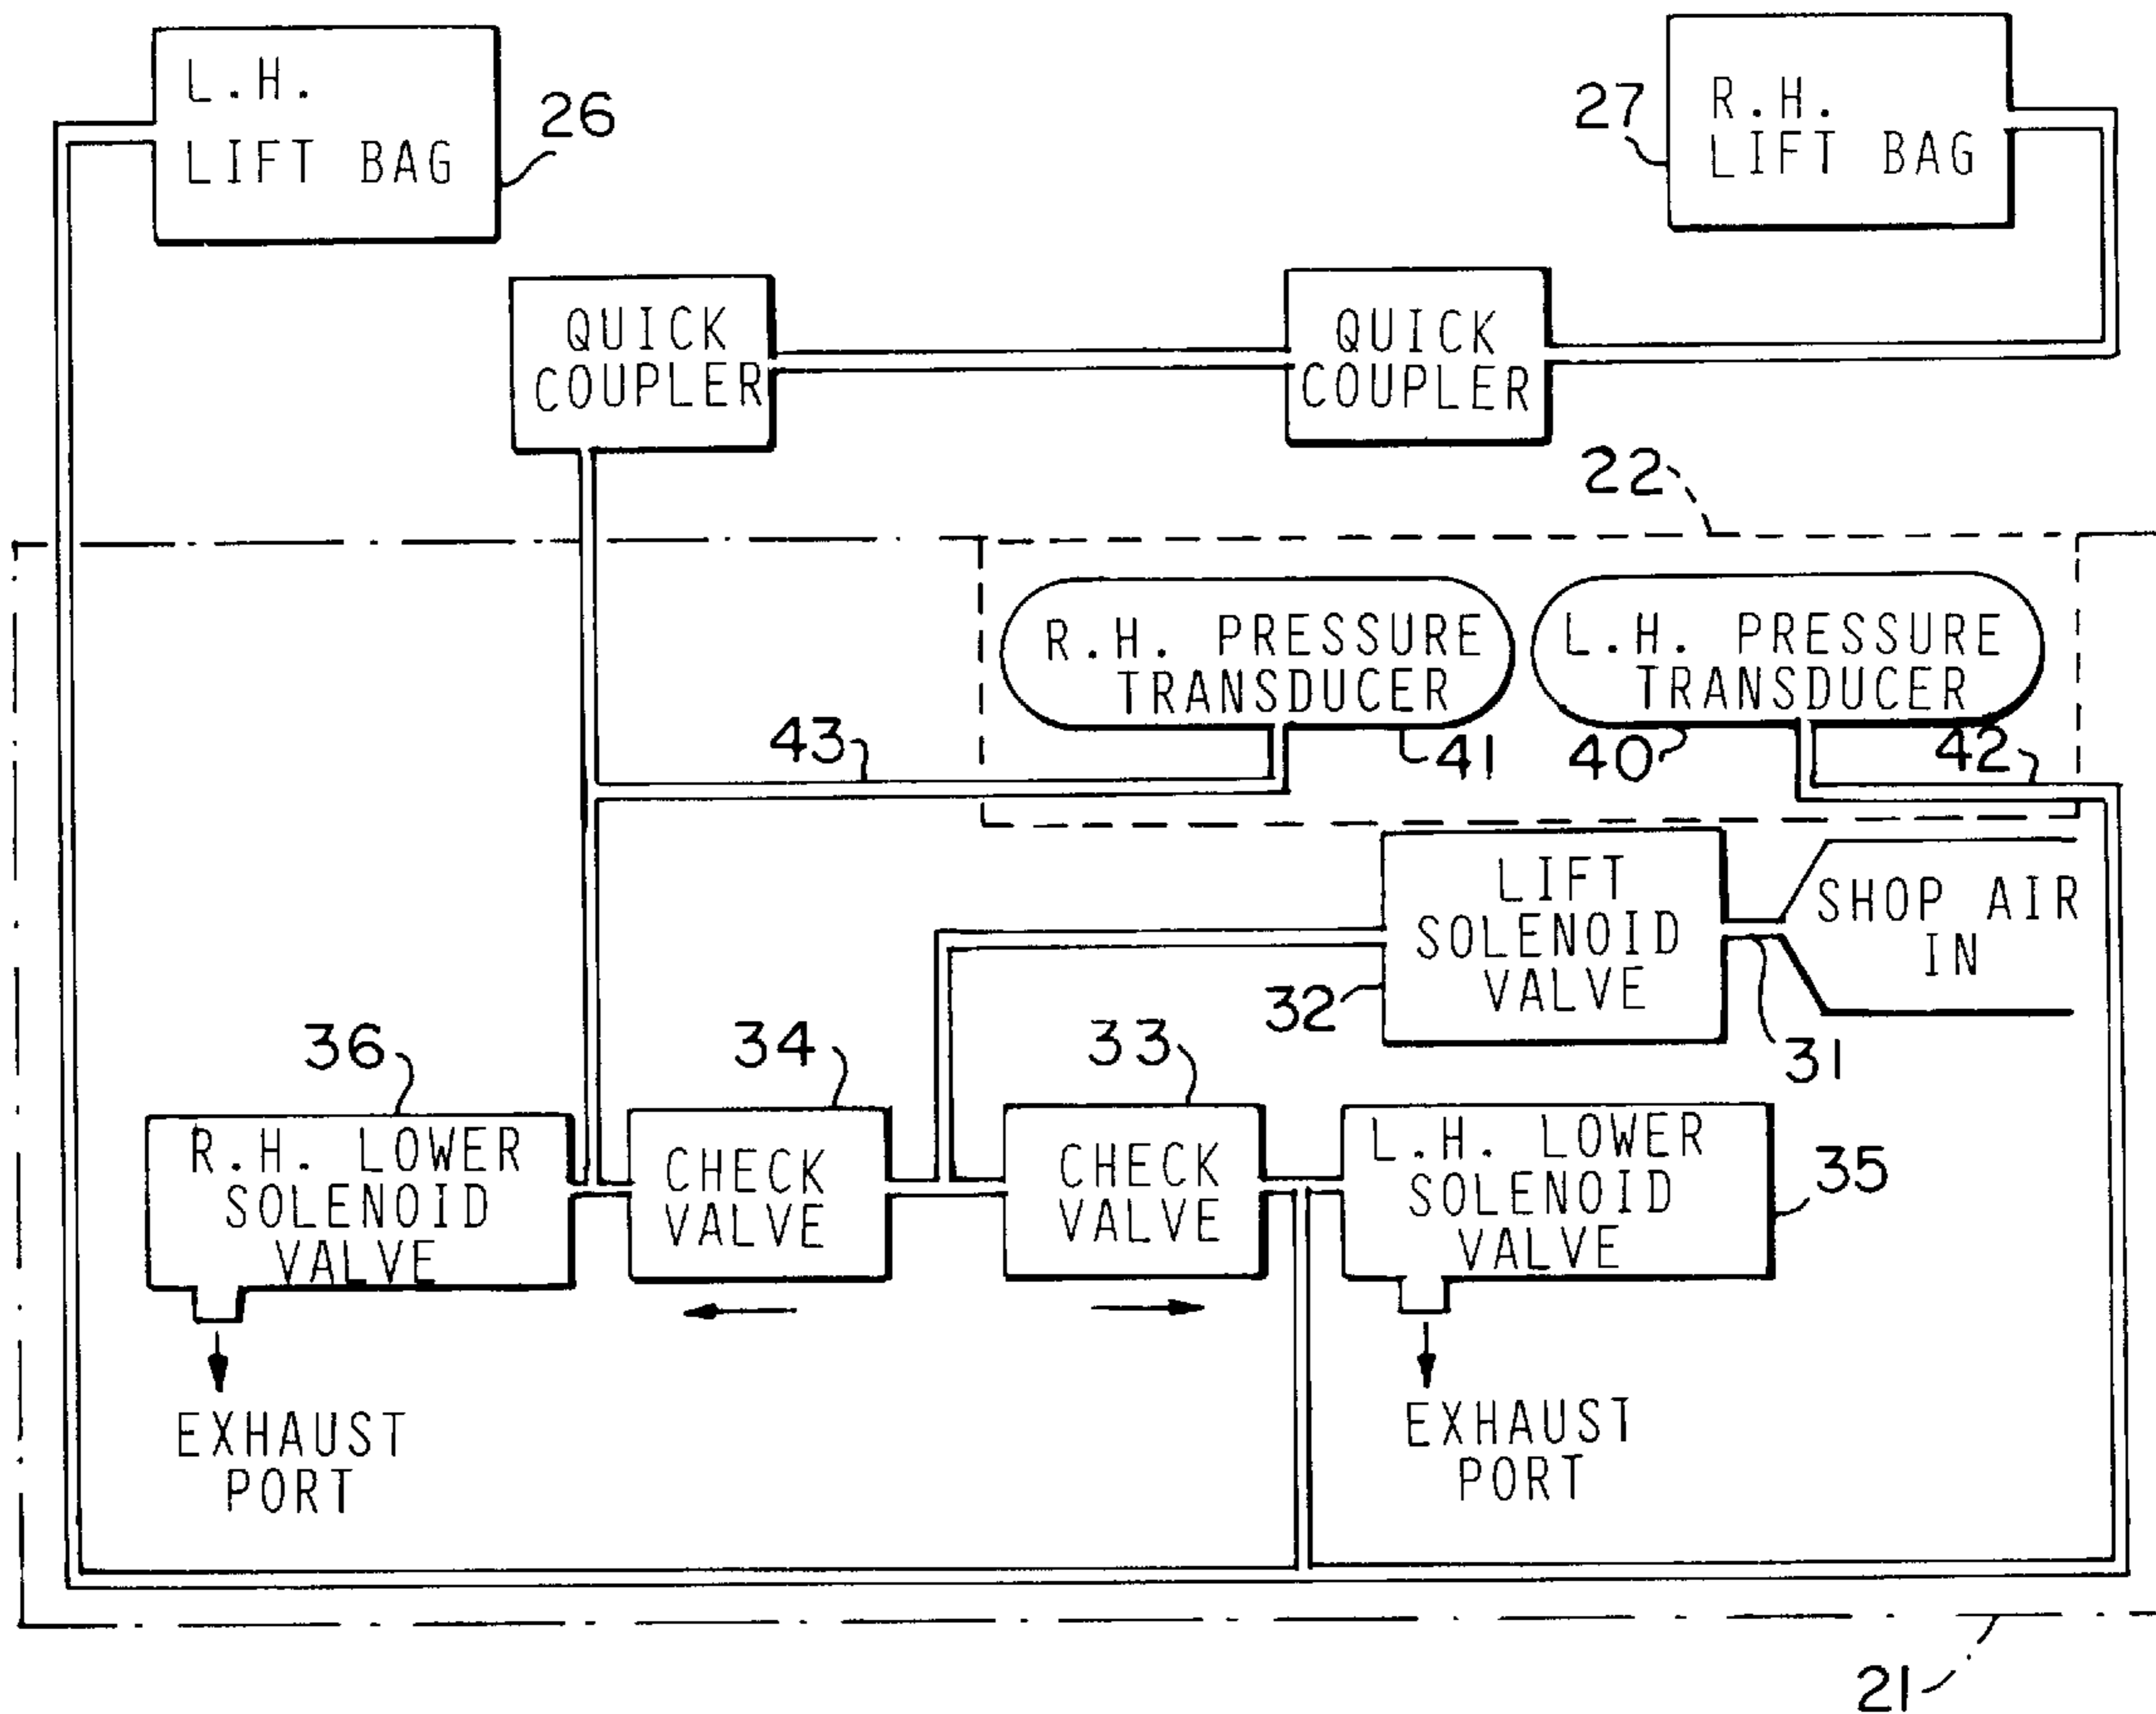 L.H.
LIFT BAG
26
27
R.H.
LIFT BAG
QUICK
COUPLER
QUICK
COUPLER
22
R.H. PRESSURE
TRANSDUCER
L.H. PRESSURE
TRANSDUCER
43
41
40
42
LIFT
SOLENOID
VALVE
SHOP AIR
IN
32
31
36
34
33
R.H. LOWER
SOLENOID
VALVE
CHECK
VALVE
CHECK
VALVE
L.H. LOWER
SOLENOID
VALVE
35
EXHAUST
PORT
EXHAUST
PORT
21